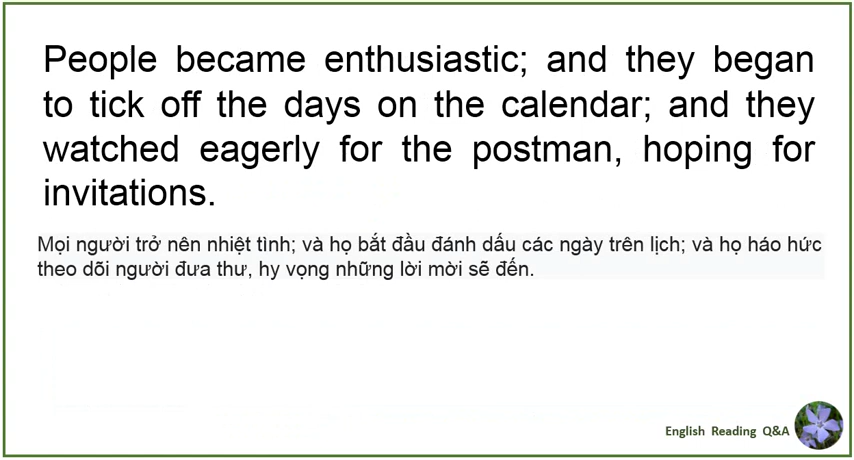 People became enthusiastic; and they began
to tick off the days on the calendar; and they
watched eagerly for the postman, hoping for
invitations.
Mọi người trở nên nhiệt tình; và họ bắt đầu đánh dấu các ngày trên lịch; và họ háo hức
theo dõi người đưa thư, hy vọng những lời mời sẽ đến.
English Reading Q&A